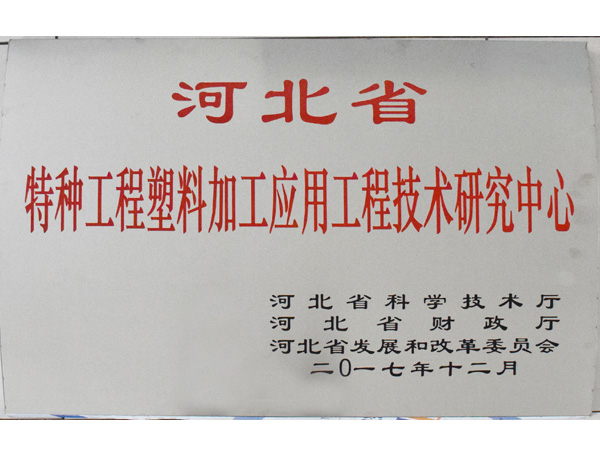 河北省
特种工程塑料加工应用工程技术研究中心
河北省科学技术厅
河北省财政厅
河北省发展和改革委员会
二0一七年十二月